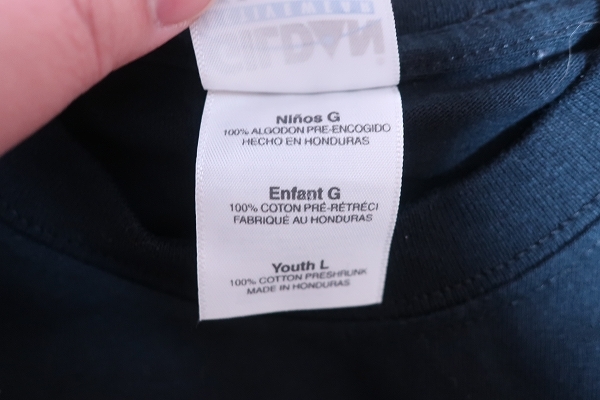 Niños G
100% ALGODON PRE-ENCOGIDO
HECHO EN HONDURAS
Enfant G
100% COTON PRÉ-RÉTRÉCI
FABRIQUÉ AU HONDURAS
Youth L
100% COTTON PRESHRUNK
MADE IN HONDURAS